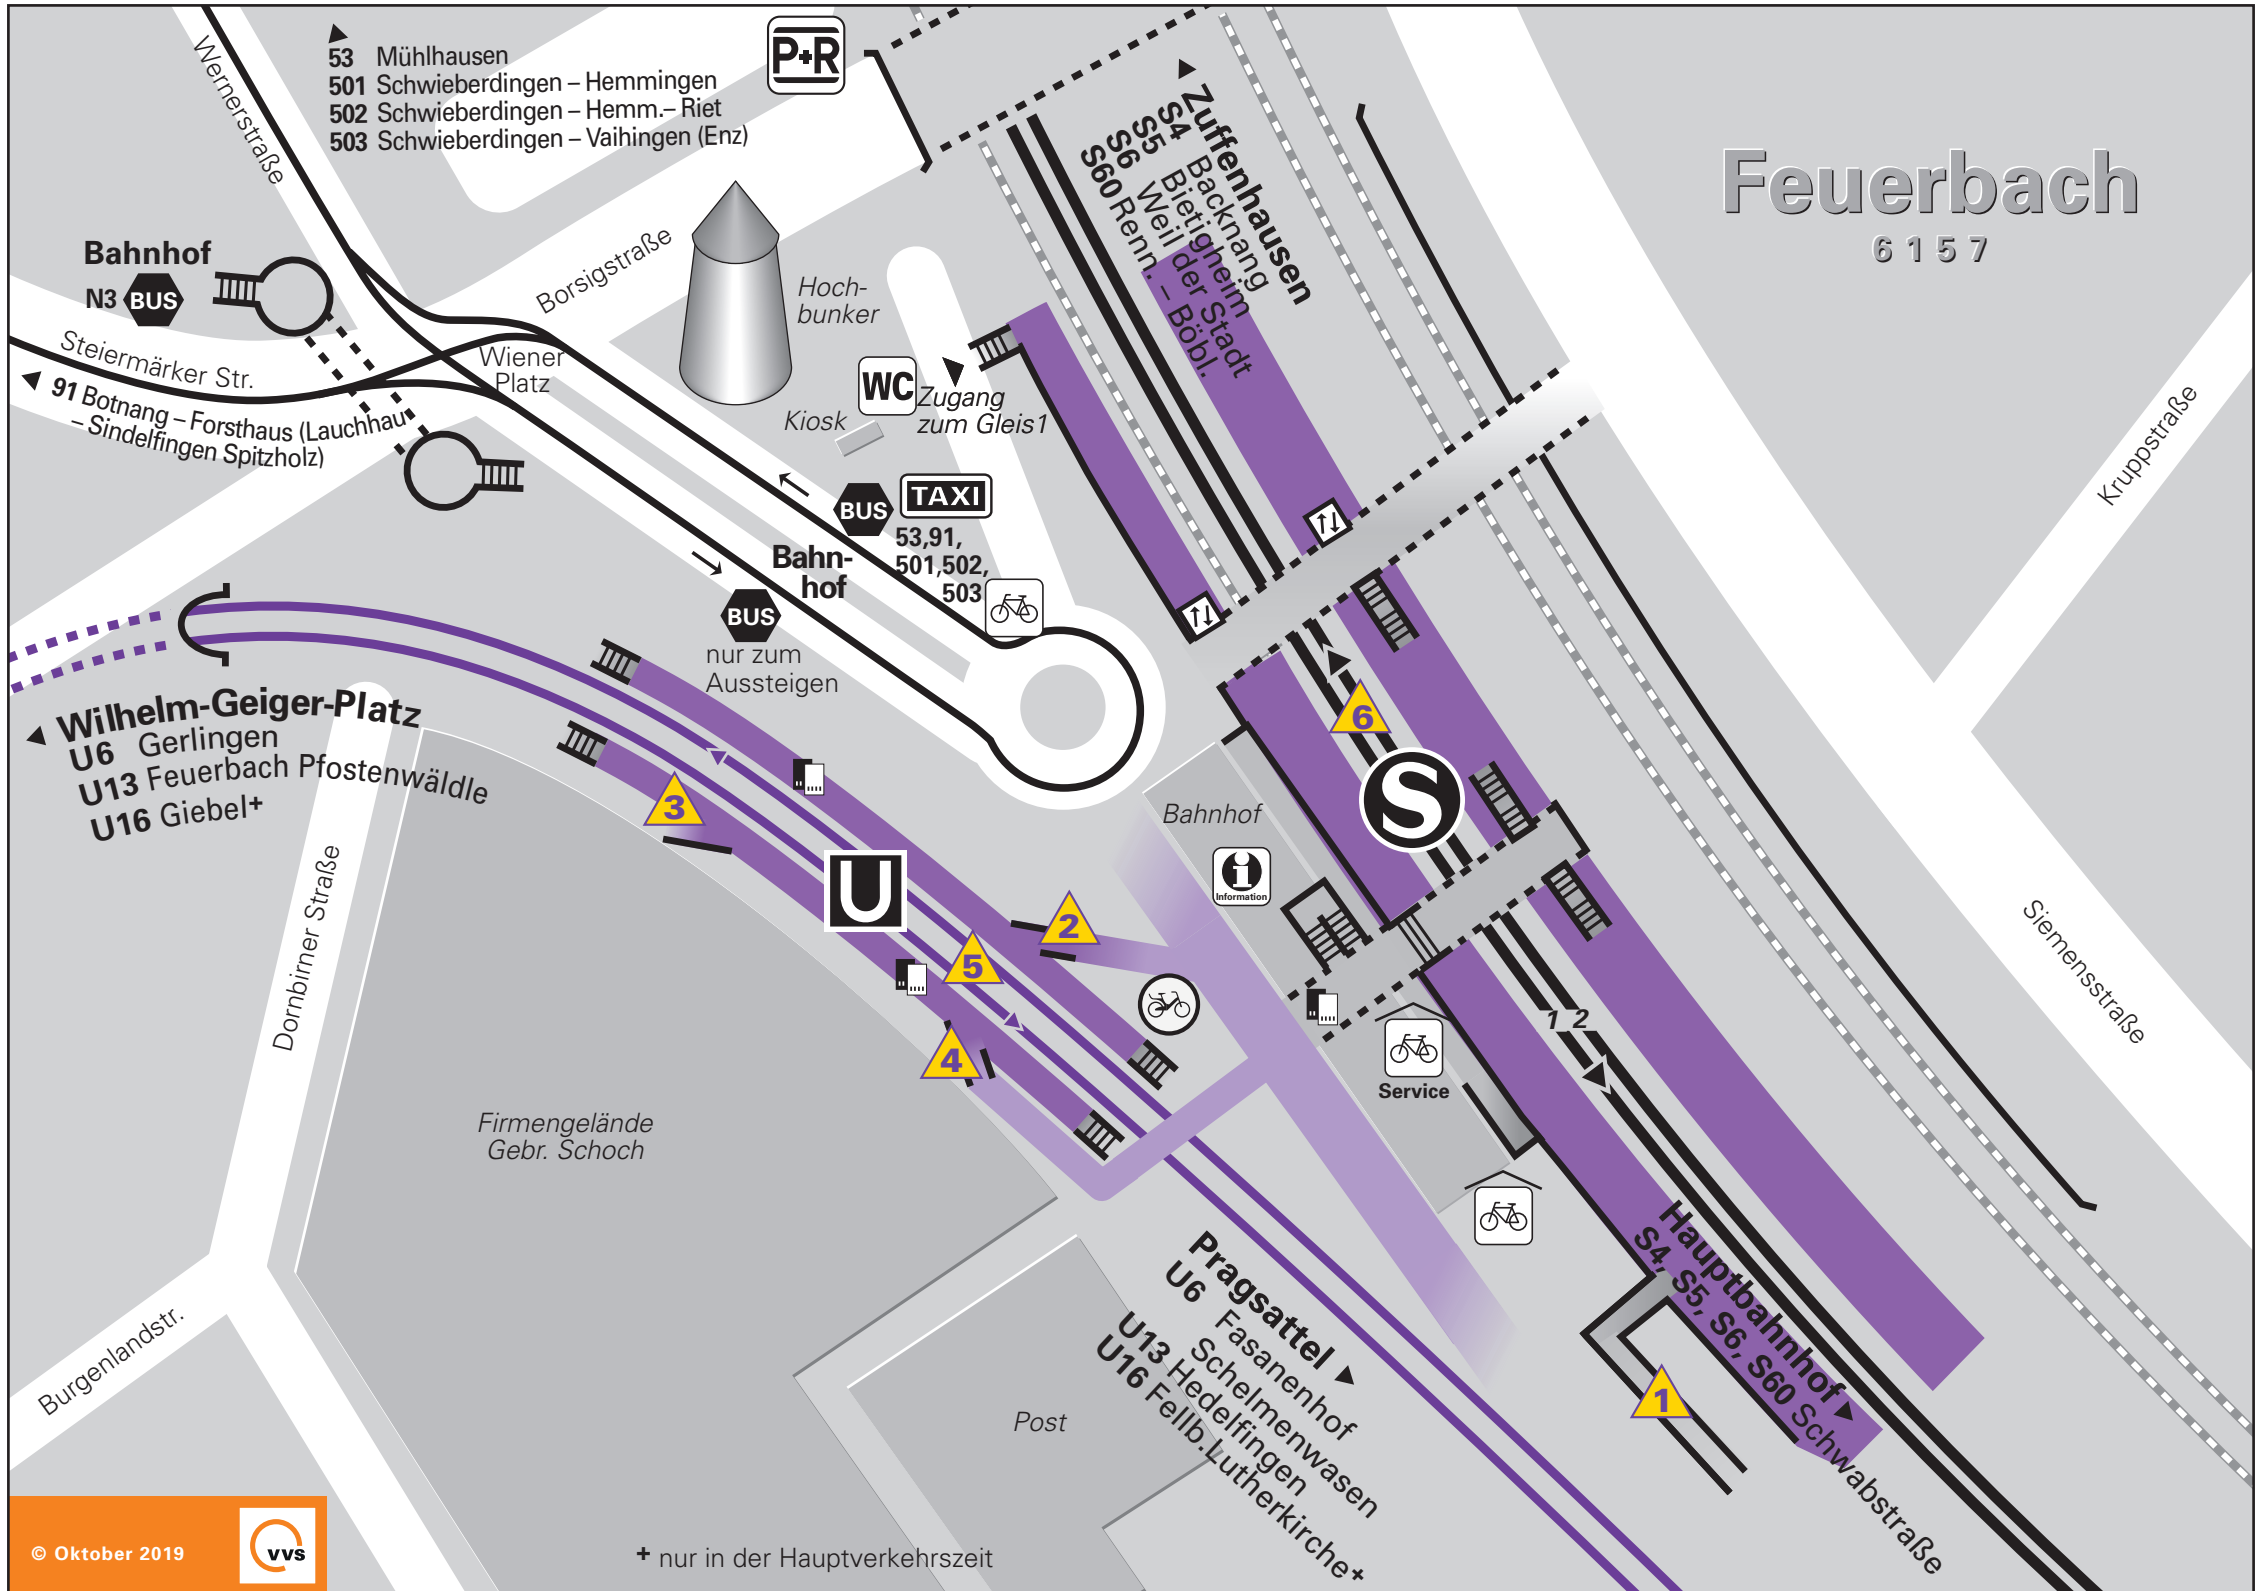 Wernerstraße
53 Mühlhausen
501 Schwieberdingen – Hemmingen
502 Schwieberdingen – Hemm.– Riet
503 Schwieberdingen – Vaihingen (Enz)
P+R
Zuffenhausen
S4 Backnang
S5 Bietigheim
S6 Weil der Stadt
S60 Renn. – Böbl.
Feuerbach
6157
Bahnhof
N3 BUS
Borsigstraße
Hoch-
bunker
Steiermärker Str.
Wiener
Platz
91 Botnang – Forsthaus (Lauchhau
– Sindelfingen Spitzholz)
WC
Kiosk
Zugang
zum Gleis1
Kruppstraße
BUS
TAXI
53,91,
501,502,
503
Bahn-
hof
BUS
nur zum
Aussteigen
Wilhelm-Geiger-Platz
U6 Gerlingen
U13 Feuerbach Pfostenwäldle
U16 Giebel+
6
S
3
Bahnhof
i
Information
U
2
5
4
Dornbirner Straße
Siemensstraße
1 2
Service
Firmengelände
Gebr. Schoch
Hauptbahnhof
S4, S5, S6, S60 Schwabstraße
Pragsattel
U6 Fasanenhof
Schelmenwasen
U13 Hedelfingen
U16 Fellb.Lutherkirche+
1
Burgenlandstr.
Post
© Oktober 2019
vvs
+ nur in der Hauptverkehrszeit